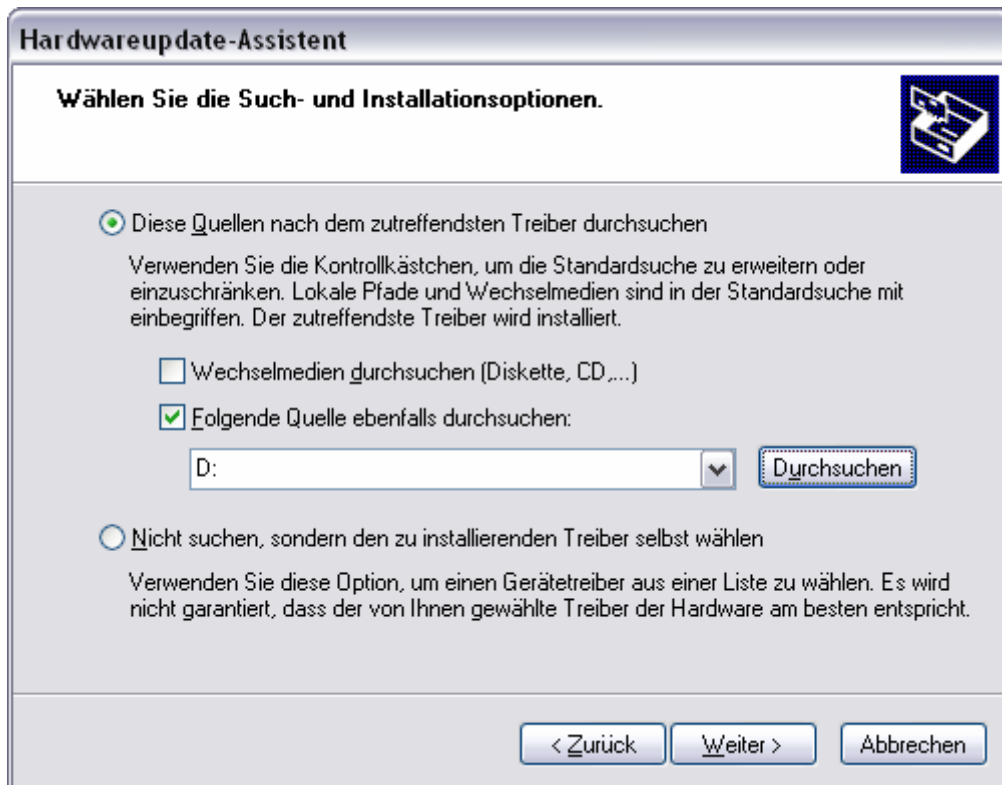 Hardwareupdate-Assistent
Wählen Sie die Such- und Installationsoptionen.
Diese Quellen nach dem zutreffendsten Treiber durchsuchen
Verwenden Sie die Kontrollkästchen, um die Standardsuche zu erweitern oder
einzuschränken. Lokale Pfade und Wechselmedien sind in der Standardsuche mit
einbegriffen. Der zutreffendste Treiber wird installiert.
Wechselmedien durchsuchen (Diskette, CD,...)
Folgende Quelle ebenfalls durchsuchen:
D:
Durchsuchen
Nicht suchen, sondern den zu installierenden Treiber selbst wählen
Verwenden Sie diese Option, um einen Gerätetreiber aus einer Liste zu wählen. Es wird
nicht garantiert, dass der von Ihnen gewählte Treiber der Hardware am besten entspricht.
< Zurück
Weiter >
Abbrechen